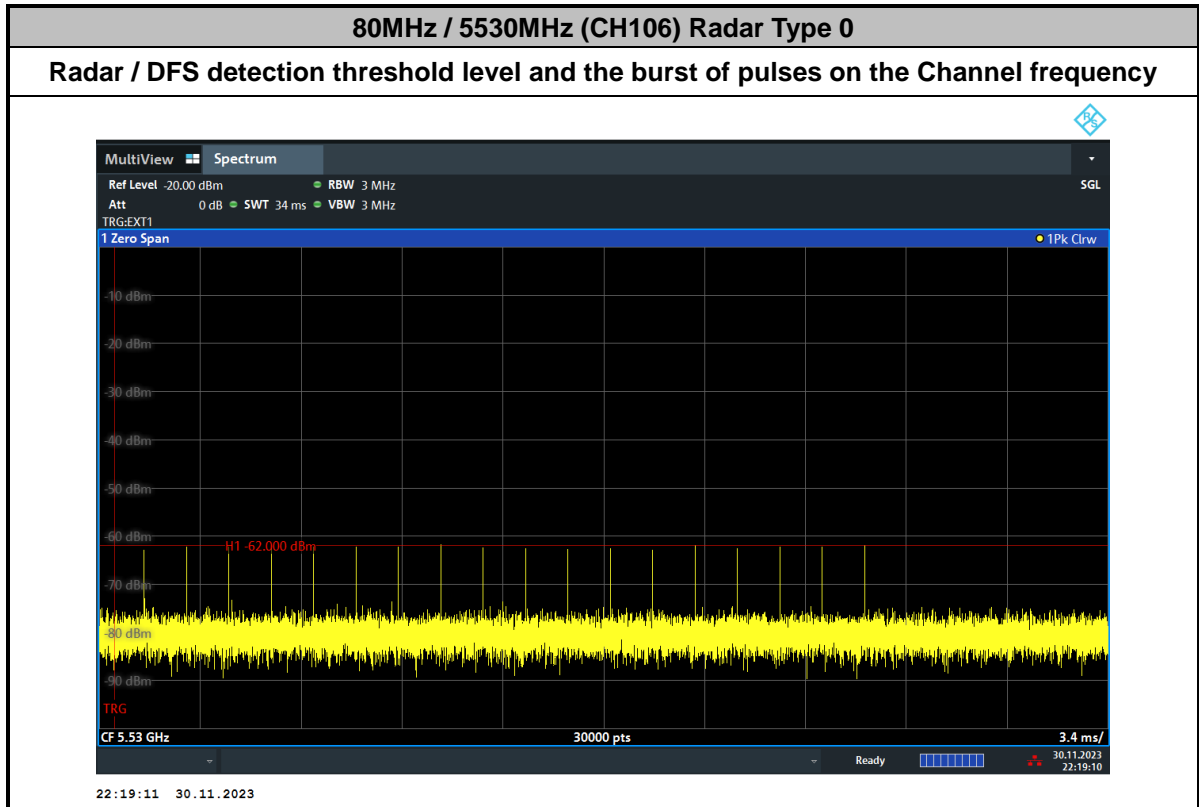 80MHz / 5530MHz (CH106) Radar Type 0
Radar / DFS detection threshold level and the burst of pulses on the Channel frequency
R&S
MultiView Spectrum
Ref Level -20.00 dBm RBW 3 MHz SGL
Att 0 dB SWT 34 ms VBW 3 MHz
TRG:EXT1
1 Zero Span 1Pk Clrw
-10 dBm
-20 dBm
-30 dBm
-40 dBm
-50 dBm
-60 dBm
H1 -62.000 dBm
-70 dBm
-80 dBm
-90 dBm
TRG
CF 5.53 GHz 30000 pts 3.4 ms/
Ready 30.11.2023
22:19:10
22:19:11 30.11.2023